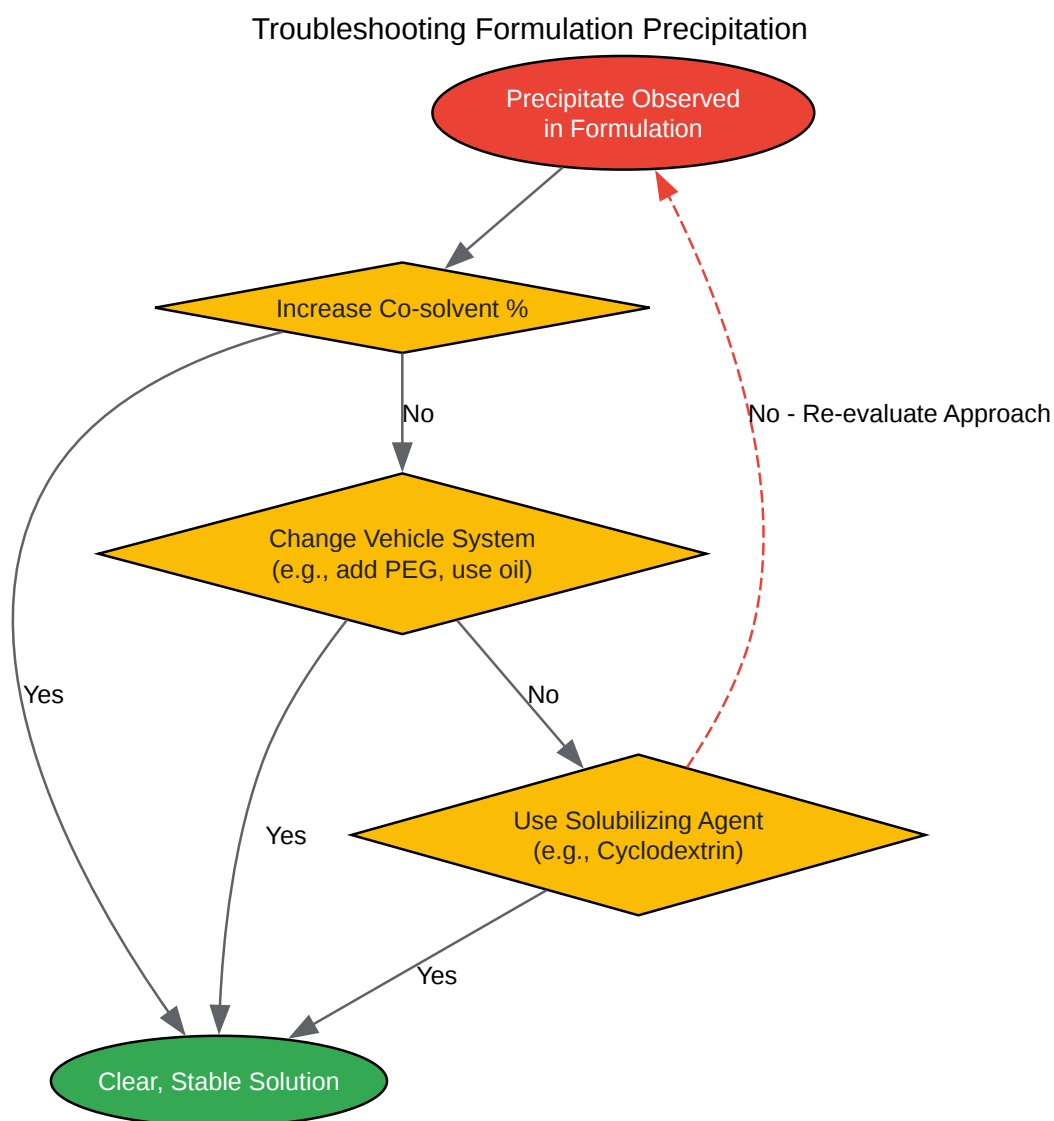 Troubleshooting Formulation Precipitation
Precipitate Observed
in Formulation
Increase Co-solvent %
No
No - Re-evaluate Approach
Change Vehicle System
(e.g., add PEG, use oil)
Yes
No
Use Solubilizing Agent
(e.g., Cyclodextrin)
Yes
Yes
Clear, Stable Solution